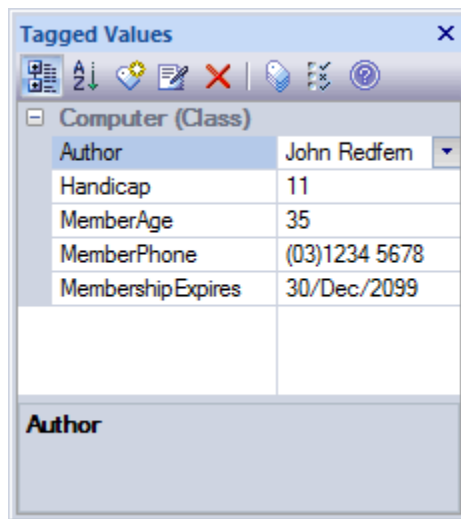 Tagged Values
Computer (Class)
Author John Redfern
Handicap 11
MemberAge 35
MemberPhone (03)1234 5678
MembershipExpires 30/Dec/2099
Author